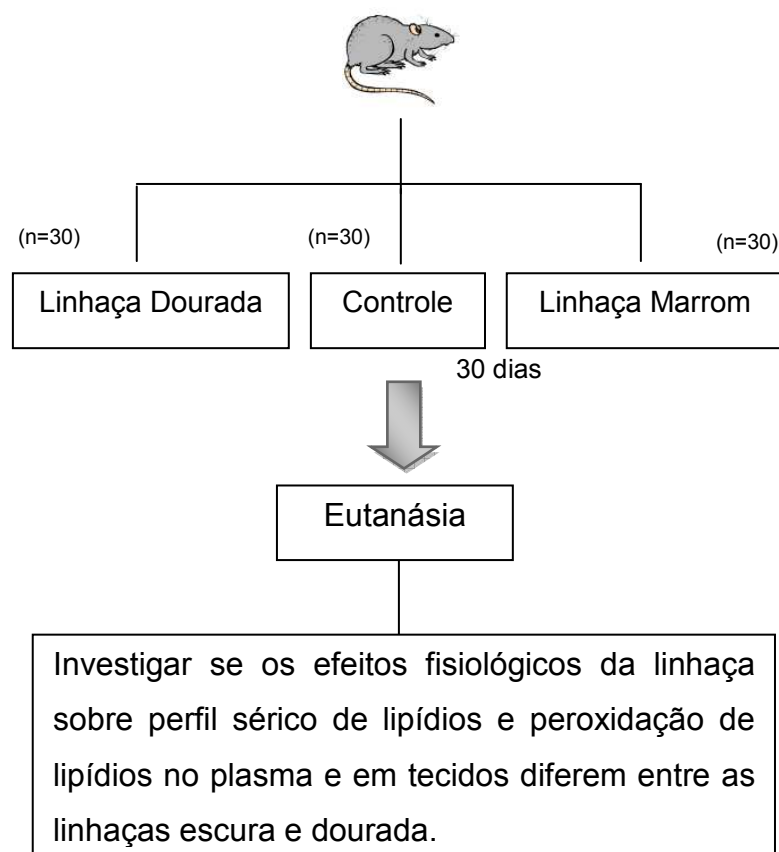 (n=30) (n=30) (n=30)
Linhaça Dourada Controle Linhaça Marrom
30 dias
Eutanásia
Investigar se os efeitos fisiológicos da linhaça
sobre perfil sérico de lipídios e peroxidação de
lipídios no plasma e em tecidos diferem entre as
linhaças escura e dourada.